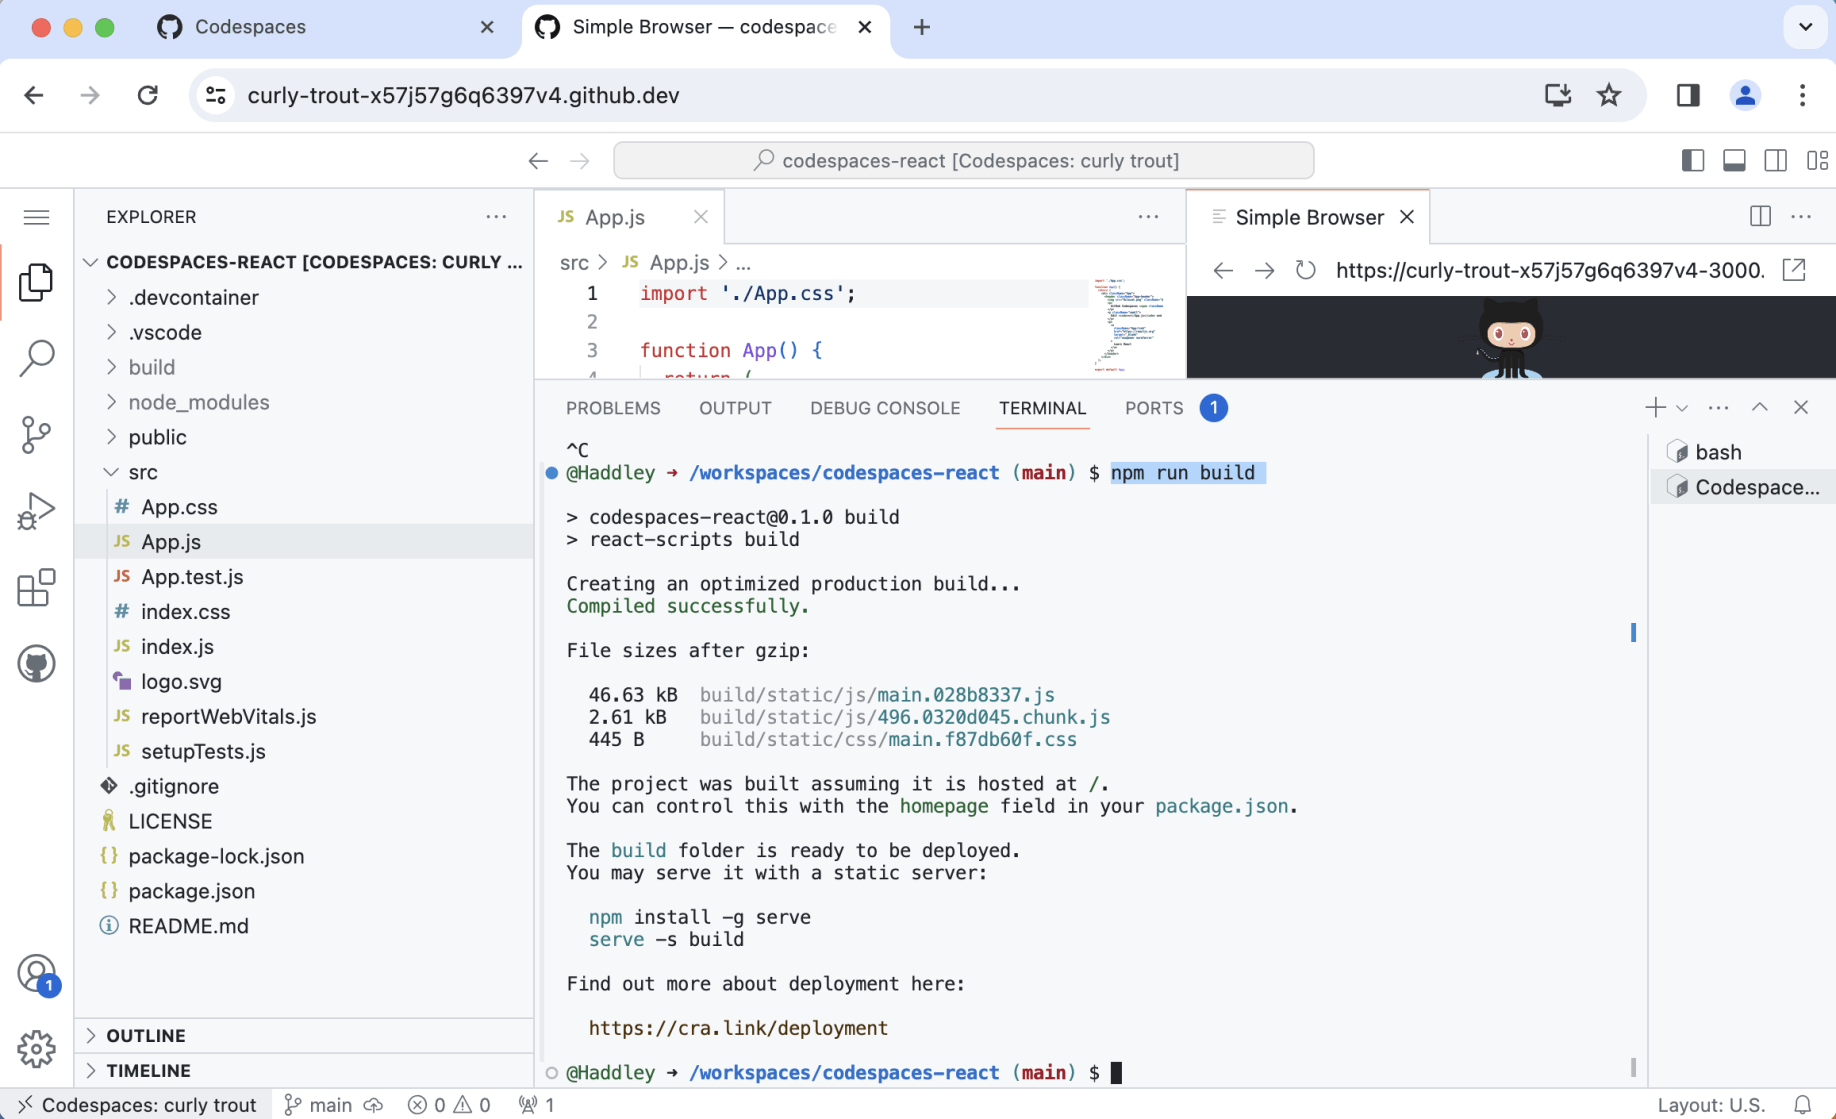 Codespaces
Simple Browser — codespace
curly-trout-x57j57g6q6397v4.github.dev
codespaces-react [Codespaces: curly trout]
EXPLORER
CODESPACES-REACT [CODESPACES: CURLY ...
.devcontainer
.vscode
build
node_modules
public
src
# App.css
JS App.js
JS App.test.js
# index.css
JS index.js
logo.svg
JS reportWebVitals.js
JS setupTests.js
.gitignore
LICENSE
{} package-lock.json
{} package.json
README.md
OUTLINE
TIMELINE
1
JS App.js
src > JS App.js > ...
1 import './App.css';
2
3 function App() {
4 return (
Simple Browser
https://curly-trout-x57j57g6q6397v4-3000.
PROBLEMS OUTPUT DEBUG CONSOLE TERMINAL PORTS 1
^C
@Haddley → /workspaces/codespaces-react (main) $ npm run build
> codespaces-react@0.1.0 build
> react-scripts build
Creating an optimized production build...
Compiled successfully.
File sizes after gzip:
46.63 kB build/static/js/main.028b8337.js
2.61 kB build/static/js/496.0320d045.chunk.js
445 B build/static/css/main.f87db60f.css
The project was built assuming it is hosted at /.
You can control this with the homepage field in your package.json.
The build folder is ready to be deployed.
You may serve it with a static server:
npm install -g serve
serve -s build
Find out more about deployment here:
https://cra.link/deployment
@Haddley → /workspaces/codespaces-react (main) $
bash
Codespace...
Codespaces: curly trout
main
0 0
1
Layout: U.S.